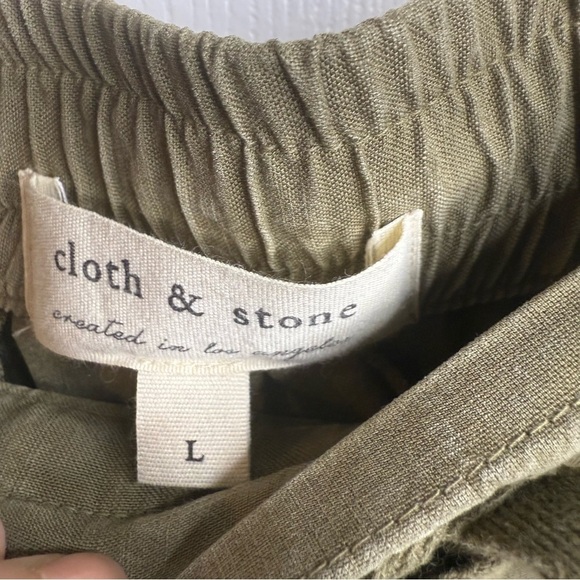 cloth & stone
created in los angeles
L